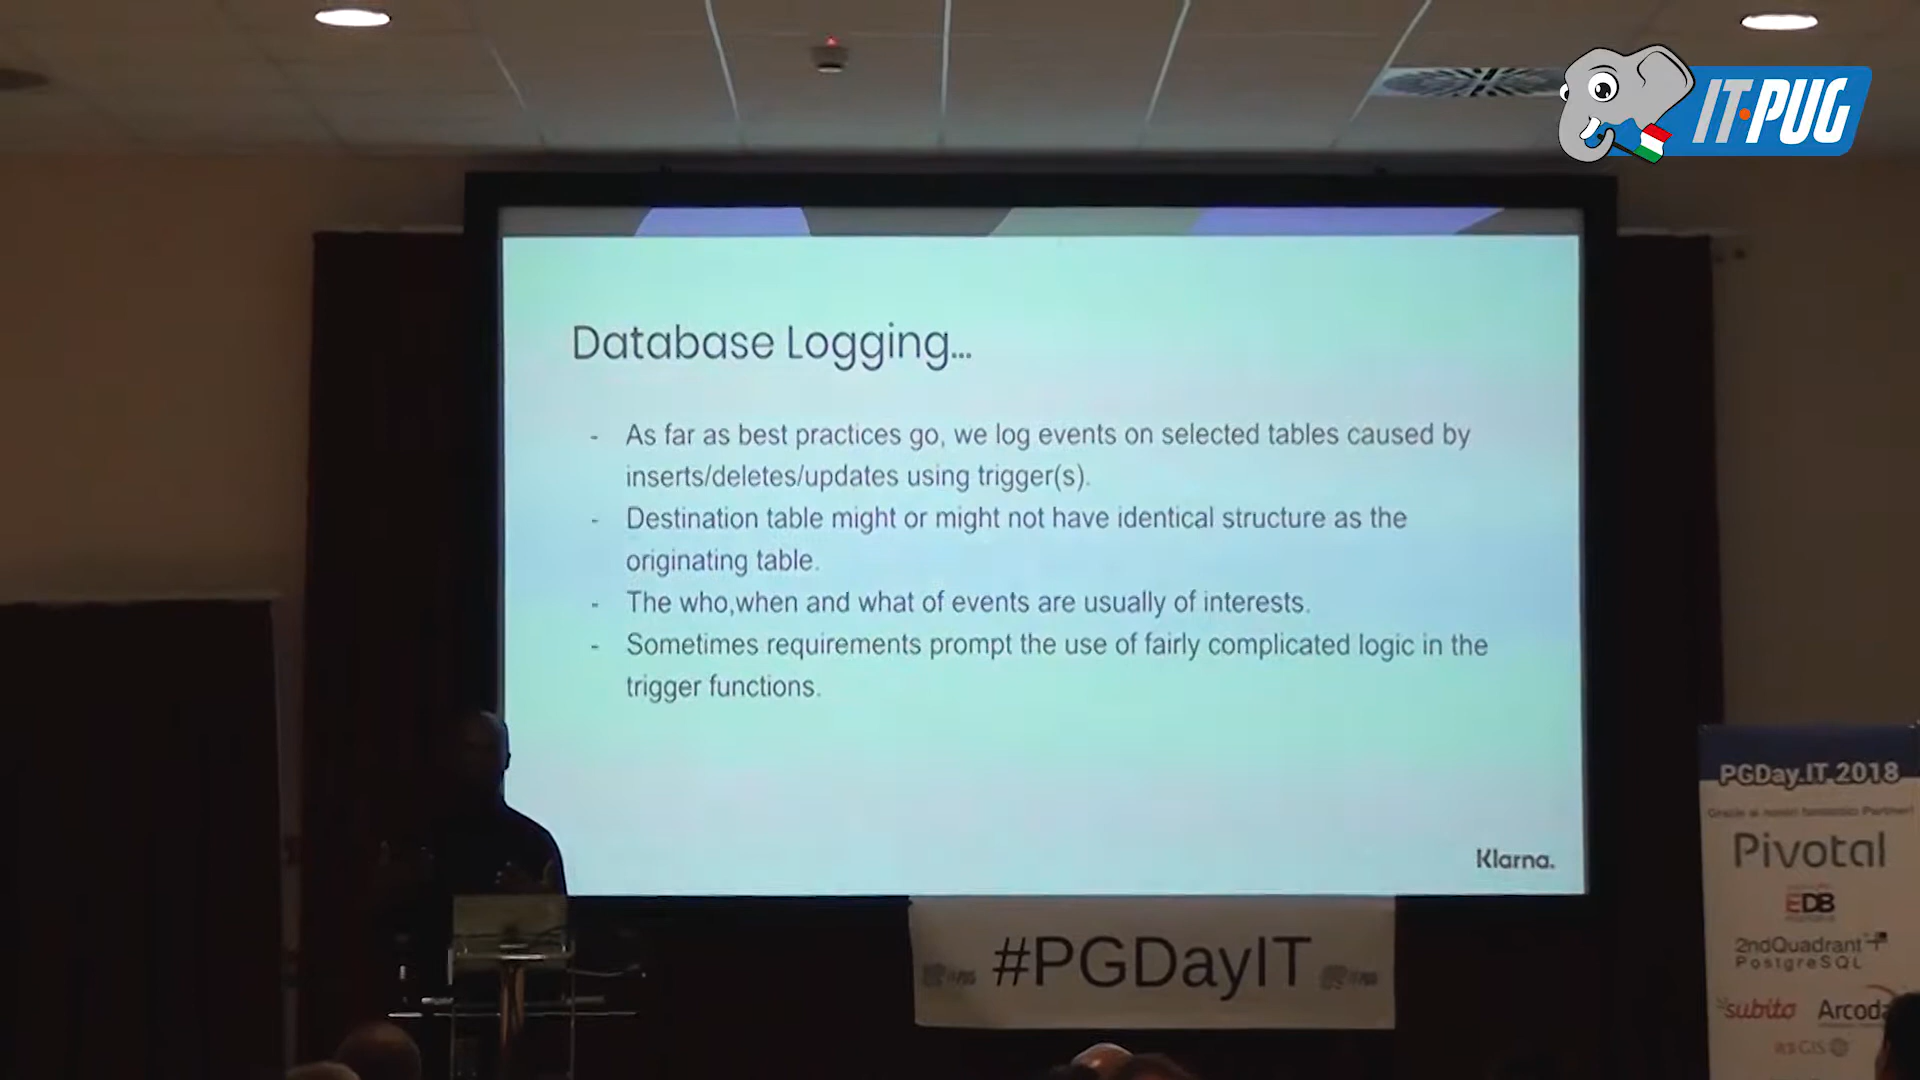 IT•PUG
Database Logging...
- As far as best practices go, we log events on selected tables caused by
inserts/deletes/updates using trigger(s).
- Destination table might or might not have identical structure as the
originating table.
- The who,when and what of events are usually of interests.
- Sometimes requirements prompt the use of fairly complicated logic in the
trigger functions.
Klarna.
#PGDayIT
PGDay.IT 2018
Pivotal
EDB
2ndQuadrant
PostgreSQL
subito